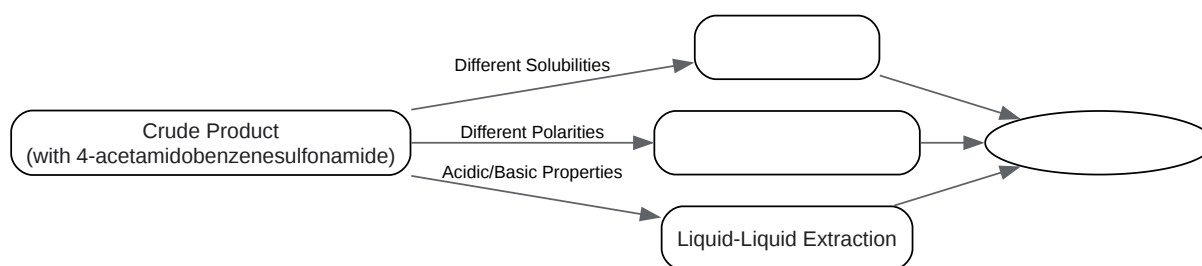 Different Solubilities
Crude Product
(with 4-acetamidobenzenesulfonamide)
Different Polarities
Acidic/Basic Properties
Liquid-Liquid Extraction